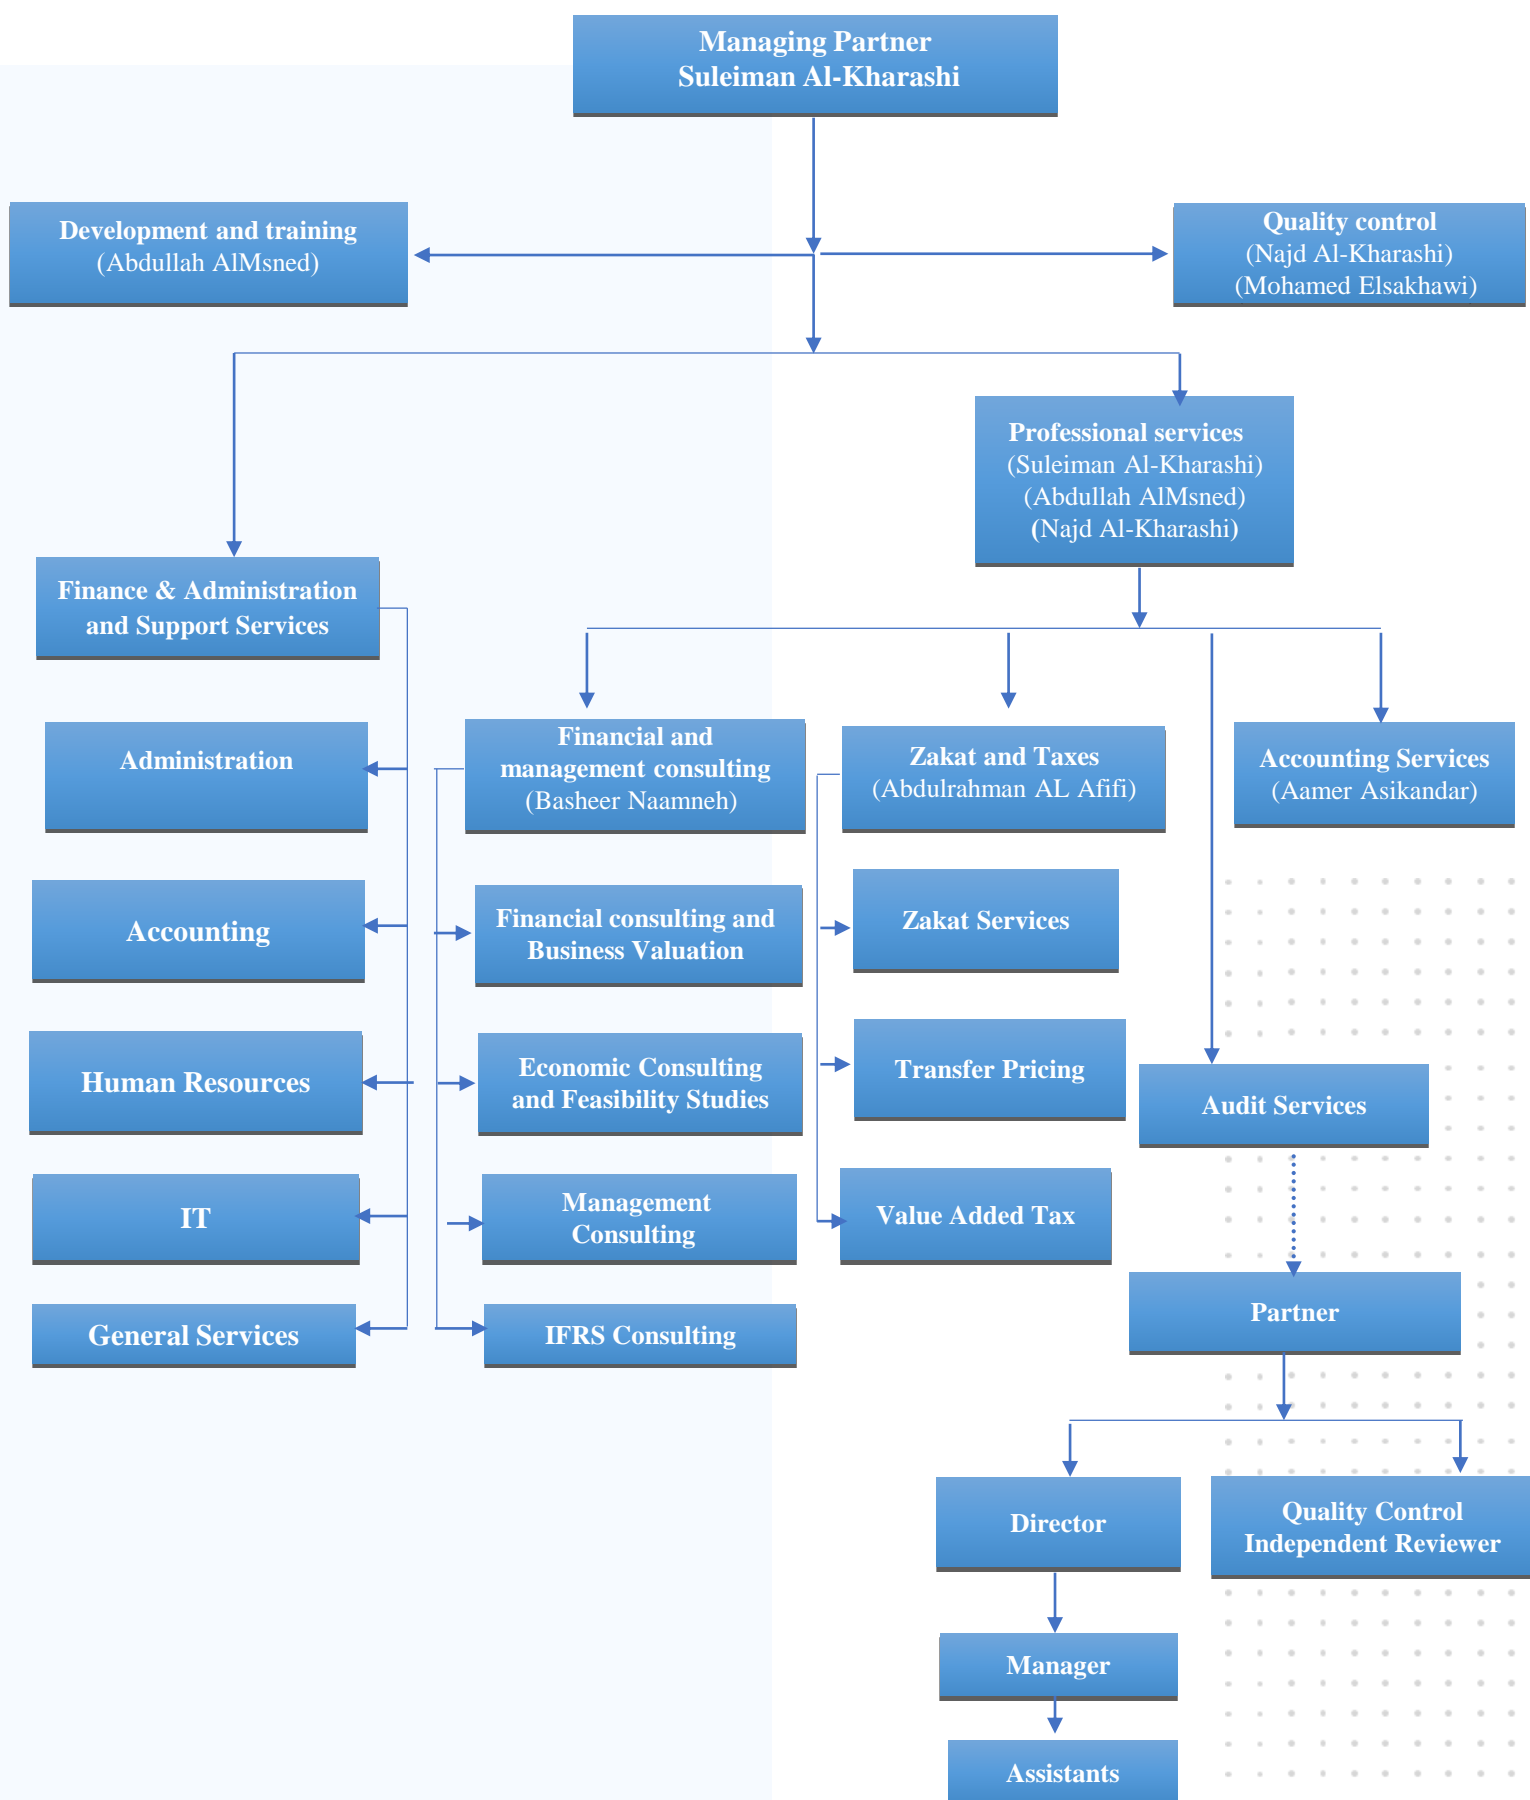 Managing Partner
Suleiman Al-Kharashi
Development and training
(Abdullah AlMsned)
Quality control
(Najd Al-Kharashi)
(Mohamed Elsakhawi)
Professional services
(Suleiman Al-Kharashi)
(Abdullah AlMsned)
(Najd Al-Kharashi)
Finance & Administration
and Support Services
Administration
Accounting
Human Resources
IT
General Services
Financial and
management consulting
(Basheer Naamneh)
Financial consulting and
Business Valuation
Economic Consulting
and Feasibility Studies
Management
Consulting
IFRS Consulting
Zakat and Taxes
(Abdulrahman AL Afifi)
Zakat Services
Transfer Pricing
Value Added Tax
Accounting Services
(Aamer Asikandar)
Audit Services
Partner
Director
Quality Control
Independent Reviewer
Manager
Assistants